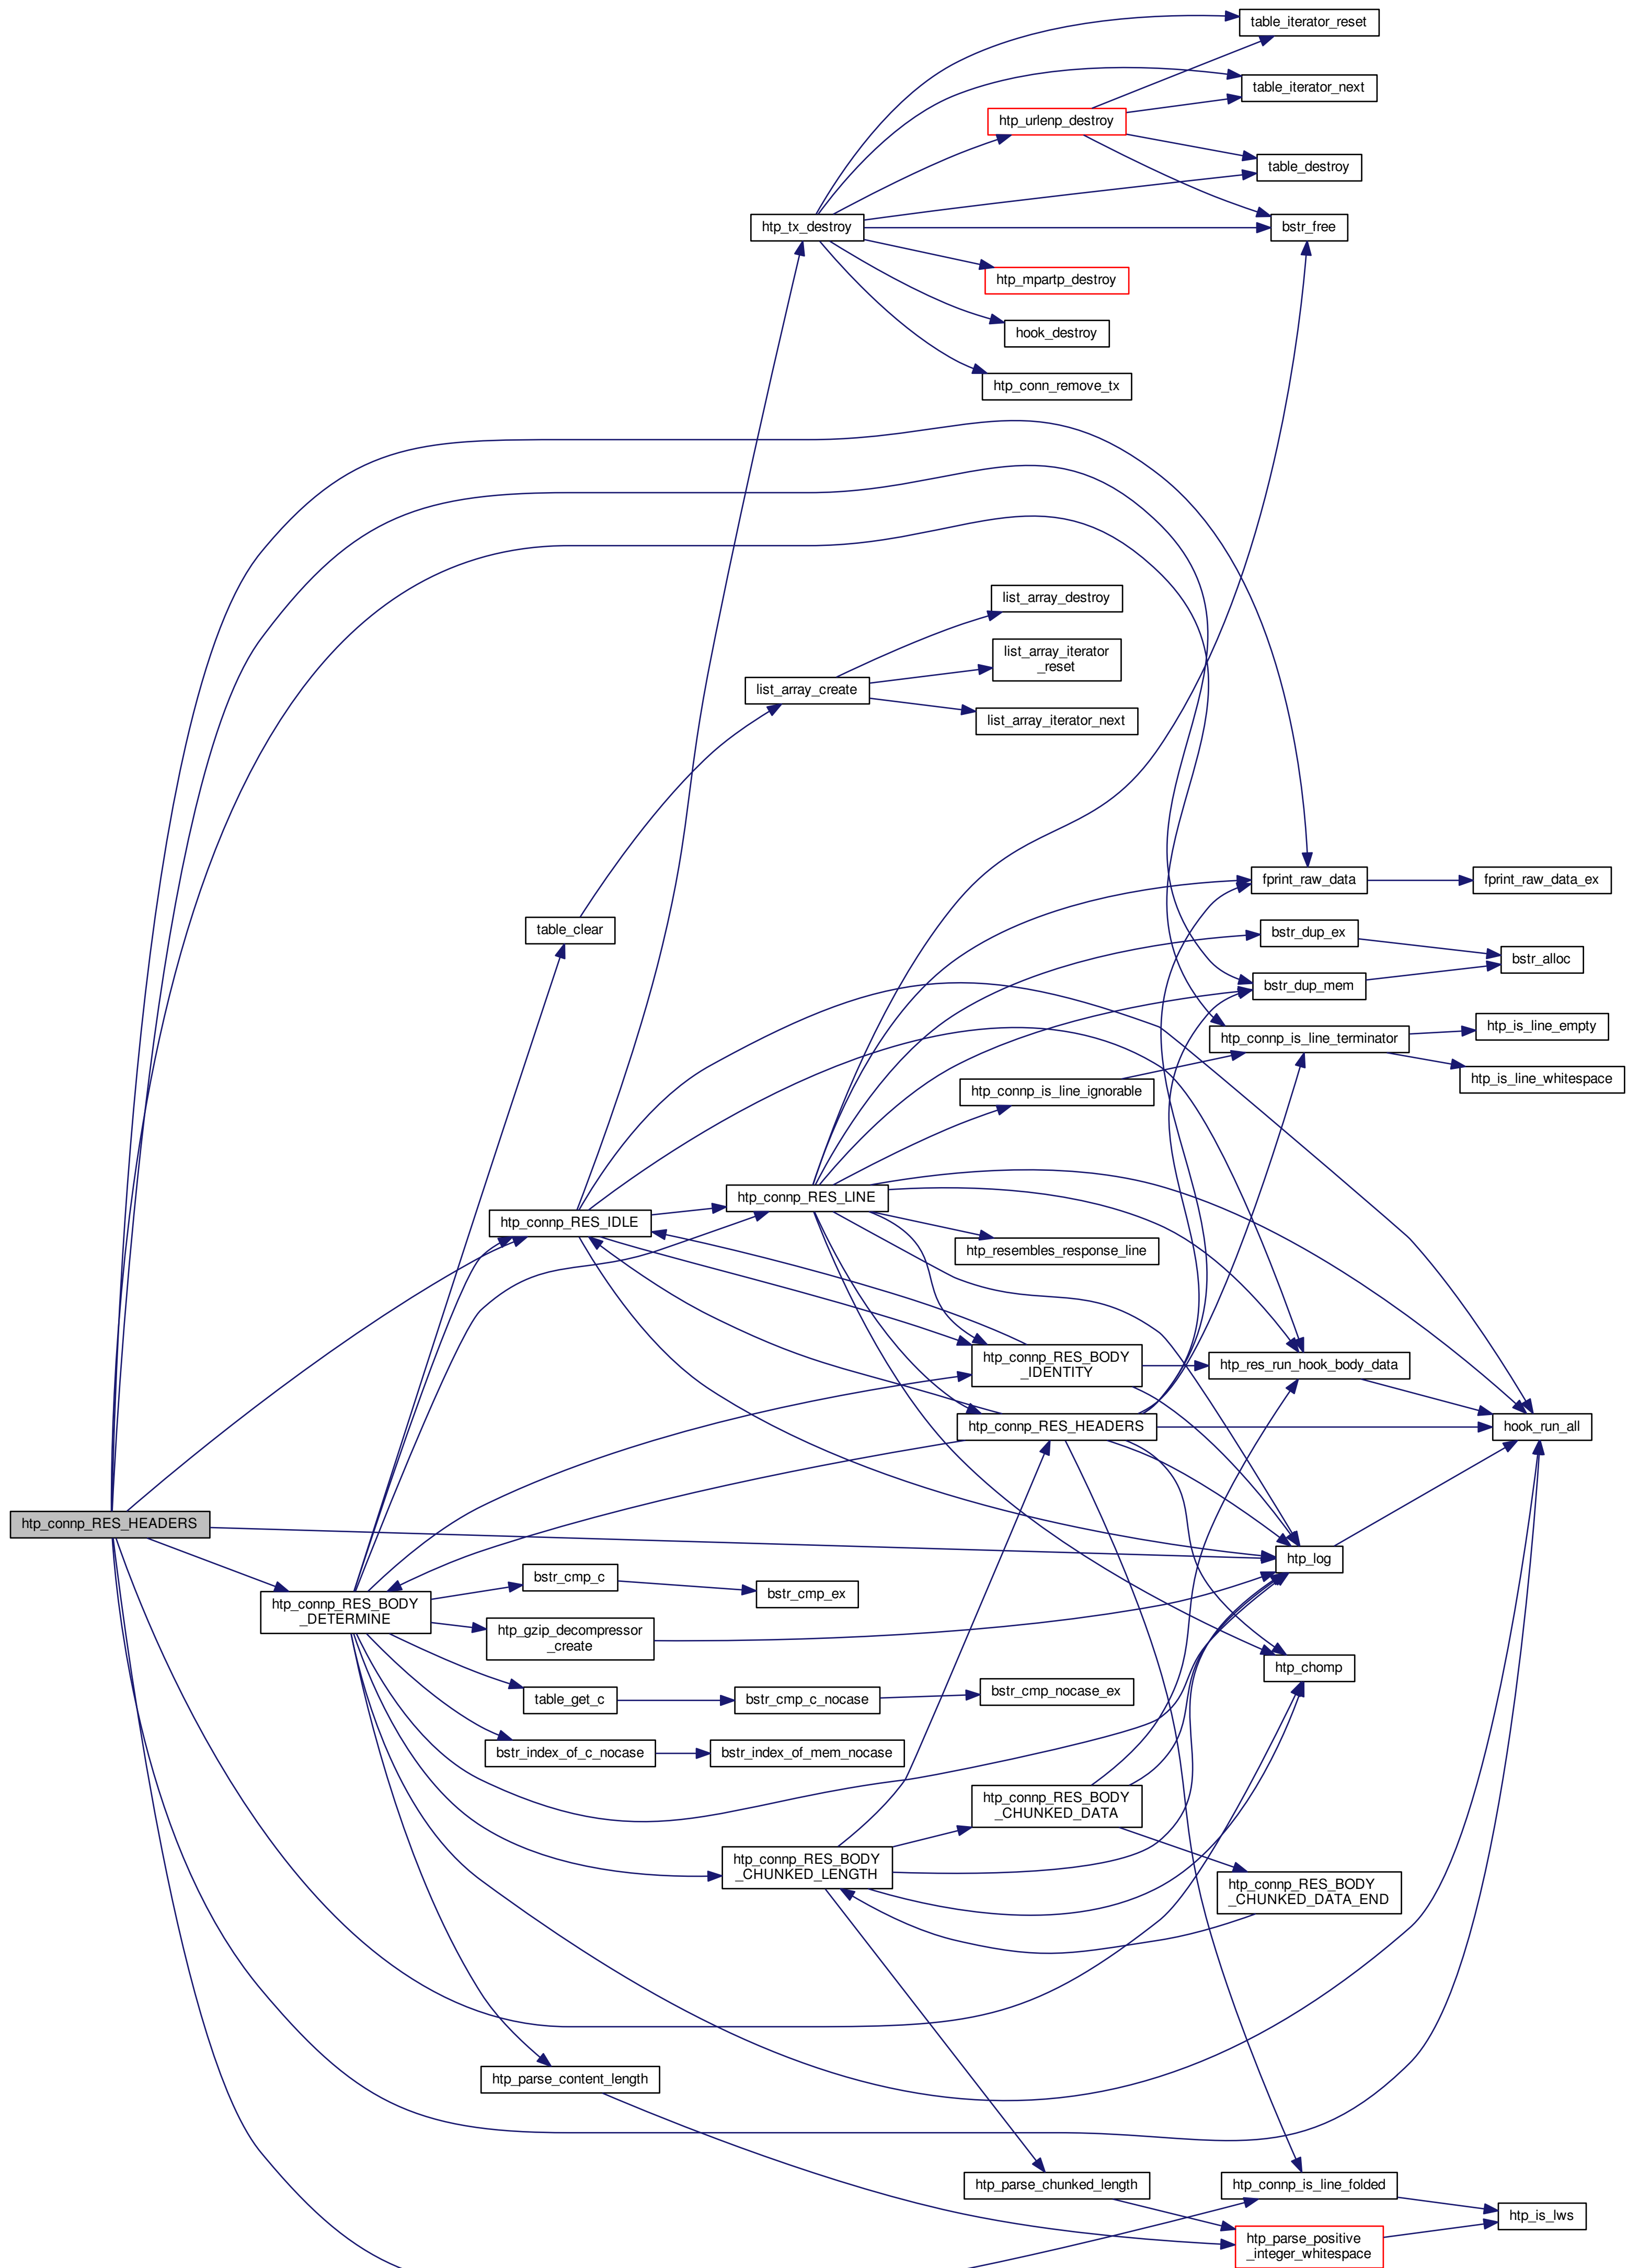 table_iterator_reset
table_iterator_next
htp_urlenp_destroy
table_destroy
htp_tx_destroy
bstr_free
htp_mpartp_destroy
hook_destroy
htp_conn_remove_tx
list_array_destroy
list_array_iterator
_reset
list_array_create
list_array_iterator_next
fprint_raw_data
fprint_raw_data_ex
table_clear
bstr_dup_ex
bstr_alloc
bstr_dup_mem
htp_is_line_empty
htp_connp_is_line_terminator
htp_is_line_whitespace
htp_connp_is_line_ignorable
htp_connp_RES_LINE
htp_connp_RES_IDLE
htp_resembles_response_line
htp_connp_RES_BODY
_IDENTITY
htp_res_run_hook_body_data
htp_connp_RES_HEADERS
hook_run_all
htp_connp_RES_HEADERS
htp_log
bstr_cmp_c
bstr_cmp_ex
htp_connp_RES_BODY
_DETERMINE
htp_gzip_decompressor
_create
htp_chomp
table_get_c
bstr_cmp_c_nocase
bstr_cmp_nocase_ex
bstr_index_of_c_nocase
bstr_index_of_mem_nocase
htp_connp_RES_BODY
_CHUNKED_DATA
htp_connp_RES_BODY
_CHUNKED_LENGTH
htp_connp_RES_BODY
_CHUNKED_DATA_END
htp_parse_content_length
htp_parse_chunked_length
htp_connp_is_line_folded
htp_is_lws
htp_parse_positive
_integer_whitespace